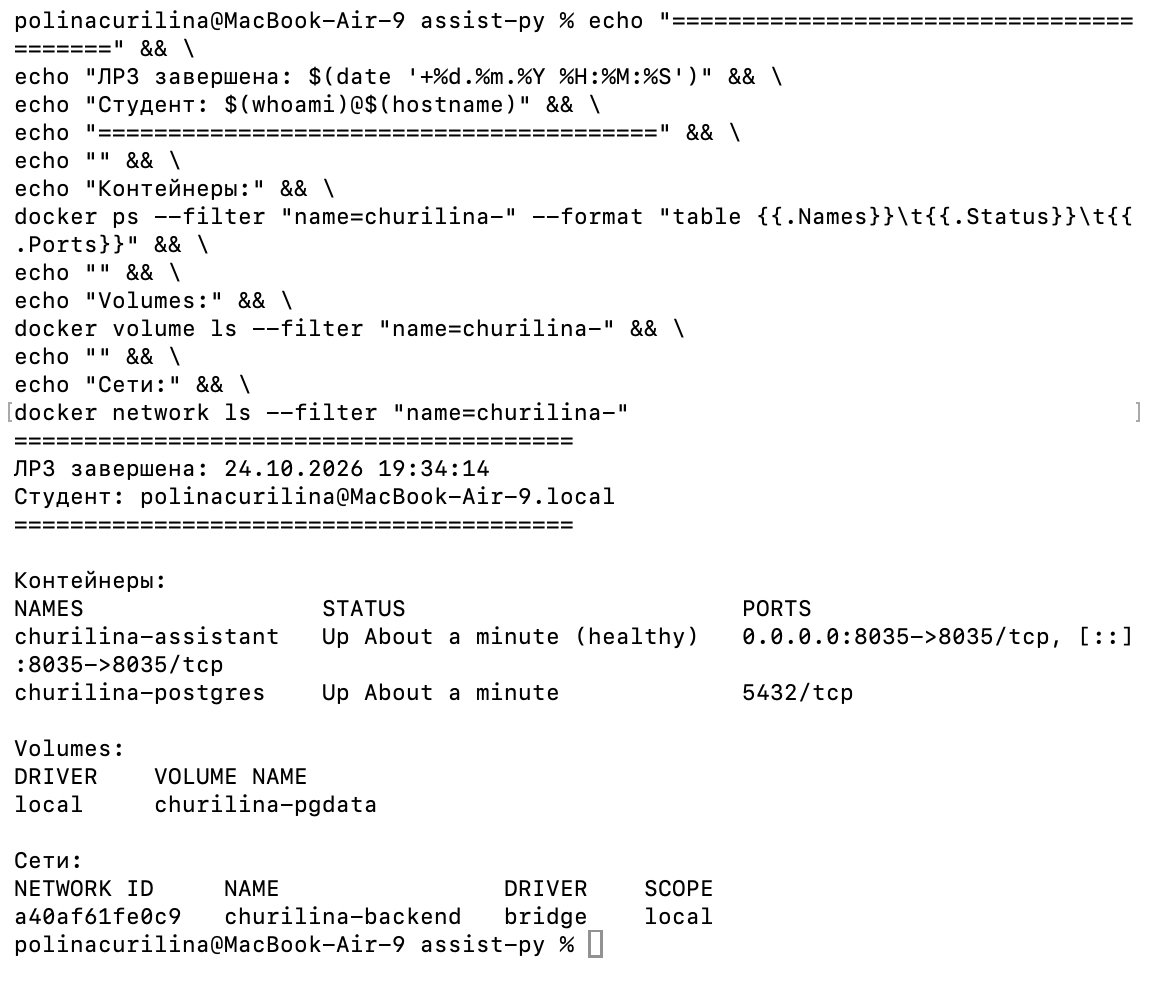 polinacurilina@MacBook-Air-9 assist-py % echo "=================================
=======" && \
echo "ЛР3 завершена: $(date '+%d.%m.%Y %H:%M:%S')" && \
echo "Студент: $(whoami)@$(hostname)" && \
echo "========================================" && \
echo "" && \
echo "Контейнеры:" && \
docker ps --filter "name=churilina-" --format "table {{.Names}}\t{{.Status}}\t{{
.Ports}}" && \
echo "" && \
echo "Volumes:" && \
docker volume ls --filter "name=churilina-" && \
echo "" && \
echo "Сети:" && \
[docker network ls --filter "name=churilina-" ]
========================================
ЛР3 завершена: 24.10.2026 19:34:14
Студент: polinacurilina@MacBook-Air-9.local
========================================

Контейнеры:
NAMES                 STATUS                        PORTS
churilina-assistant   Up About a minute (healthy)   0.0.0.0:8035->8035/tcp, [::]
:8035->8035/tcp
churilina-postgres    Up About a minute             5432/tcp

Volumes:
DRIVER    VOLUME NAME
local     churilina-pgdata

Сети:
NETWORK ID     NAME                DRIVER    SCOPE
a40af61fe0c9   churilina-backend   bridge    local
polinacurilina@MacBook-Air-9 assist-py %